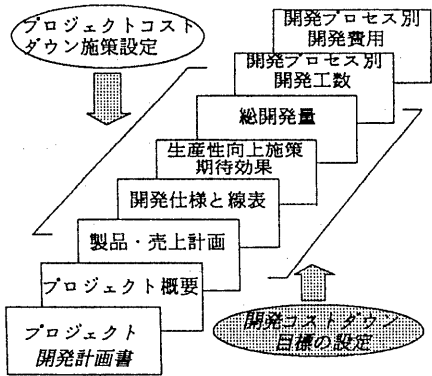 プロジェクトコスト
ダウン施策設定
開発プロセス別
開発費用
開発プロセス別
開発工数
総開発量
生産性向上施策
期待効果
開発仕様と線表
製品・売上計画
プロジェクト概要
プロジェクト
開発計画書
開発コストダウン
目標の設定